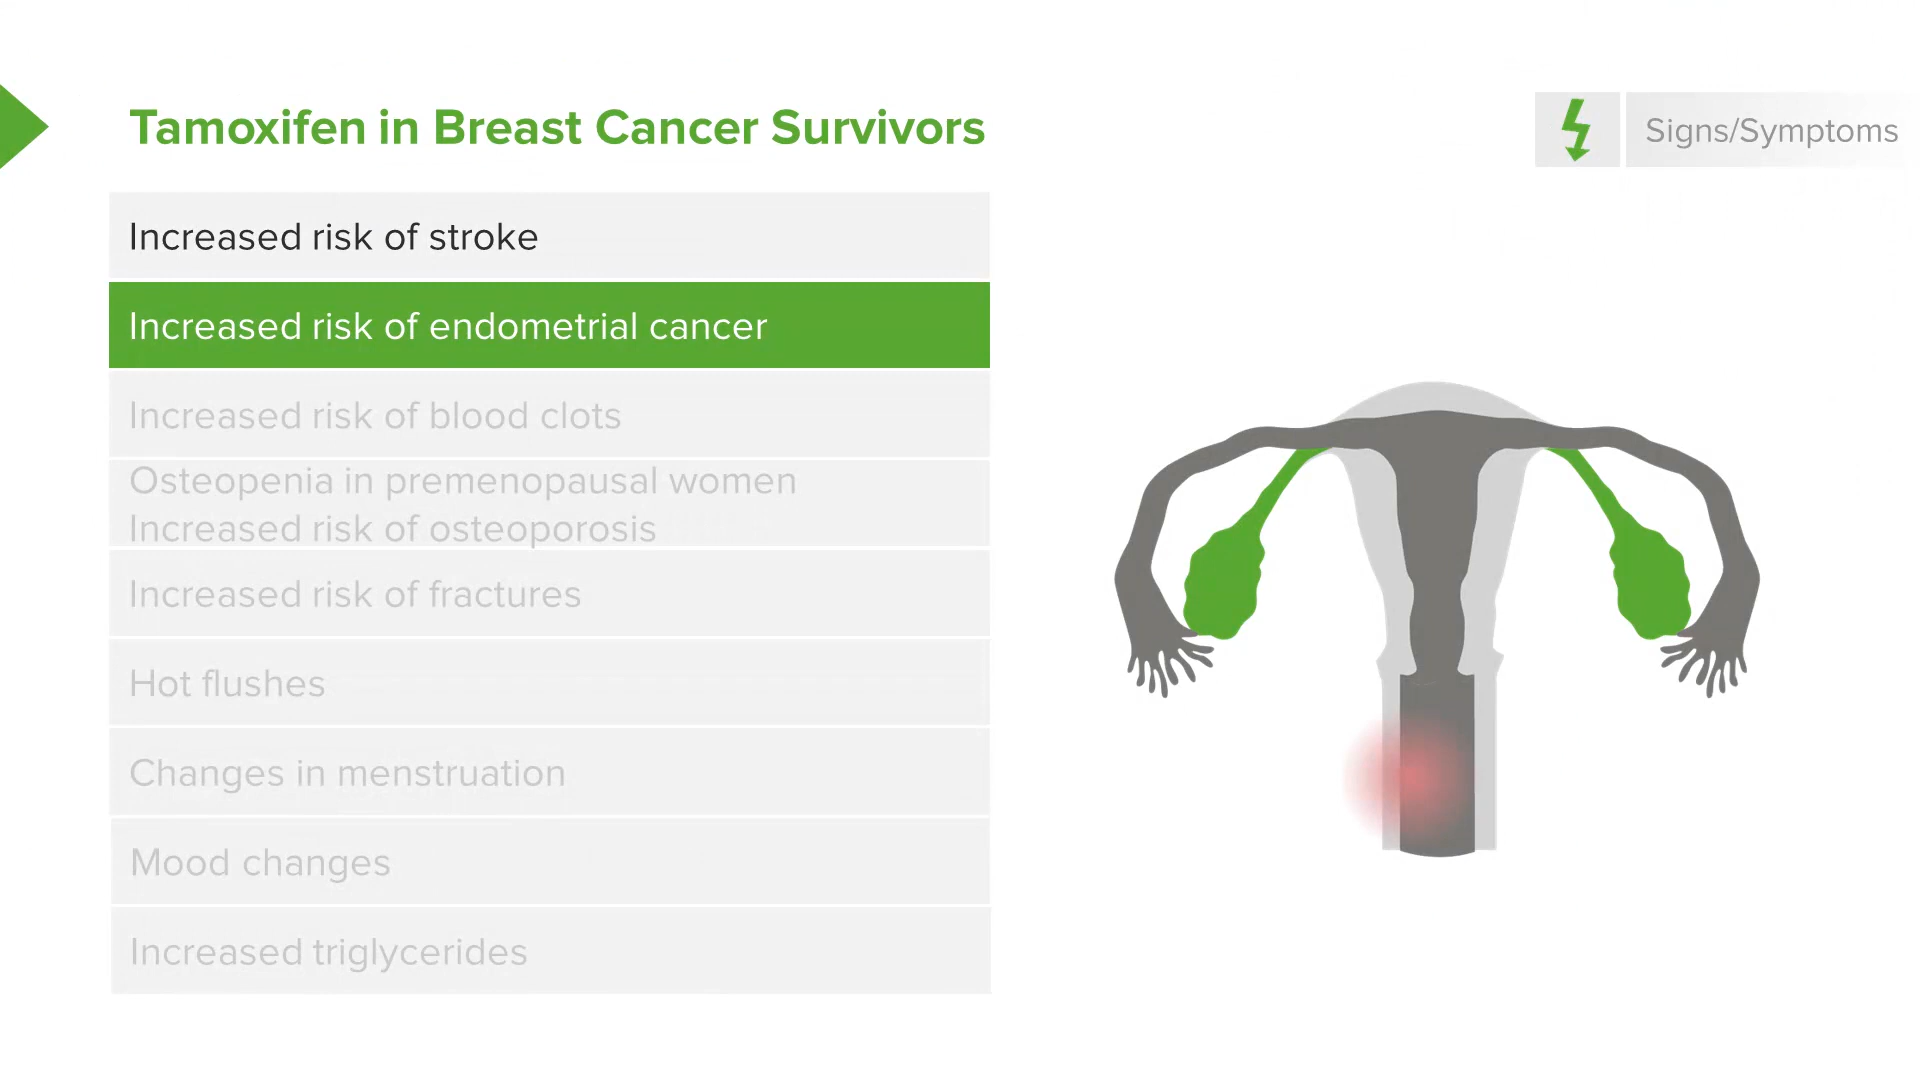 Tamoxifen in Breast Cancer Survivors
Signs/Symptoms
Increased risk of stroke
Increased risk of endometrial cancer
Increased risk of blood clots
Osteopenia in premenopausal women
Increased risk of osteoporosis
Increased risk of fractures
Hot flushes
Changes in menstruation
Mood changes
Increased triglycerides